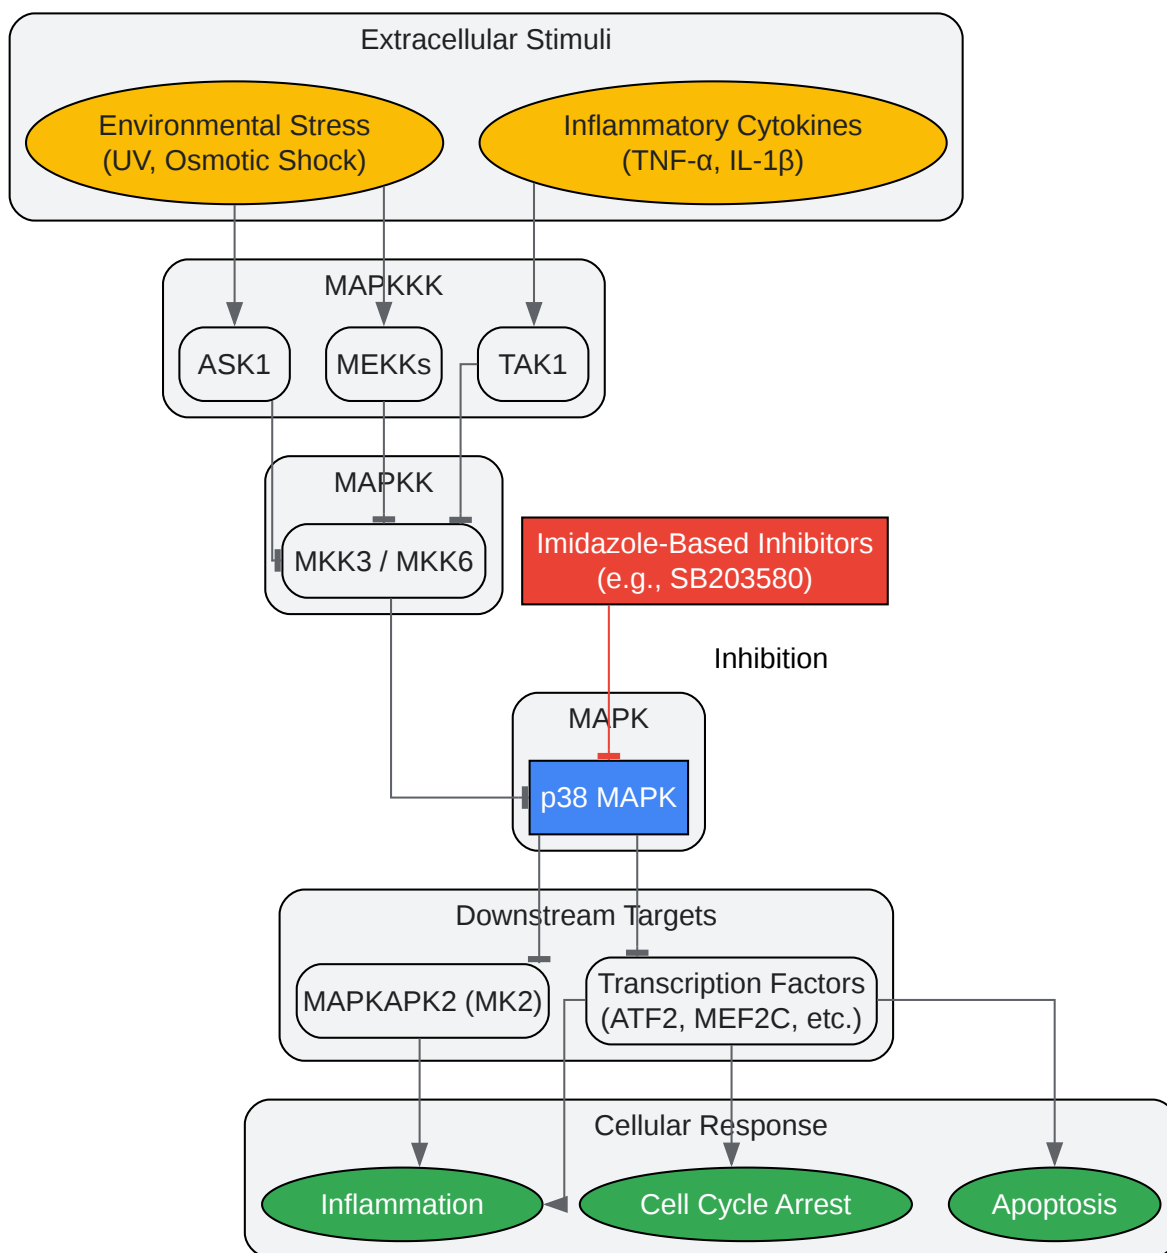 Extracellular Stimuli
Environmental Stress
(UV, Osmotic Shock)
Inflammatory Cytokines
(TNF-α, IL-1β)
MAPKKK
ASK1
MEKKs
TAK1
MAPKK
MKK3 / MKK6
Imidazole-Based Inhibitors
(e.g., SB203580)
Inhibition
MAPK
p38 MAPK
Downstream Targets
MAPKAPK2 (MK2)
Transcription Factors
(ATF2, MEF2C, etc.)
Cellular Response
Inflammation
Cell Cycle Arrest
Apoptosis